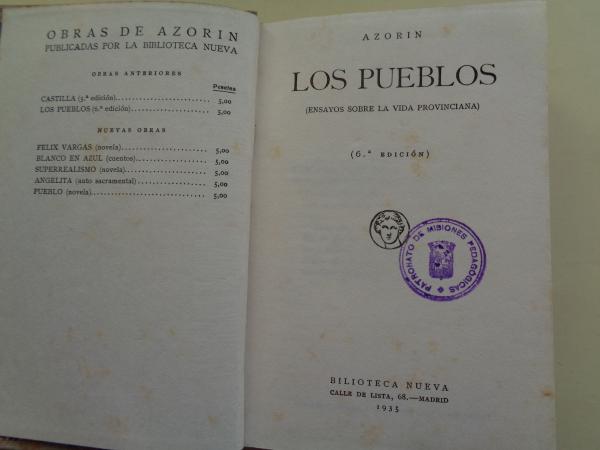 OBRAS DE AZORIN
PUBLICADAS POR LA BIBLIOTECA NUEVA
OBRAS ANTERIORES
Pesetas
CASTILLA (3.ª edición)........................ 5,00
LOS PUEBLOS (6.ª edición)................... 5,00
NUEVAS OBRAS
FELIX VARGAS (novela)...................... 5,00
BLANCO EN AZUL (cuentos).................. 5,00
SUPERREALISMO (novela)..................... 5,00
ANGELITA (auto sacramental)................ 5,00
PUEBLO (novela)............................. 5,00
AZORIN
LOS PUEBLOS
(ENSAYOS SOBRE LA VIDA PROVINCIANA)
(6.ª EDICIÓN)
PATRONATO DE MISIONES PEDAGÓGICAS
BILIOTECA NUEVA
CALLE DE LISTA, 68.—MADRID
1935